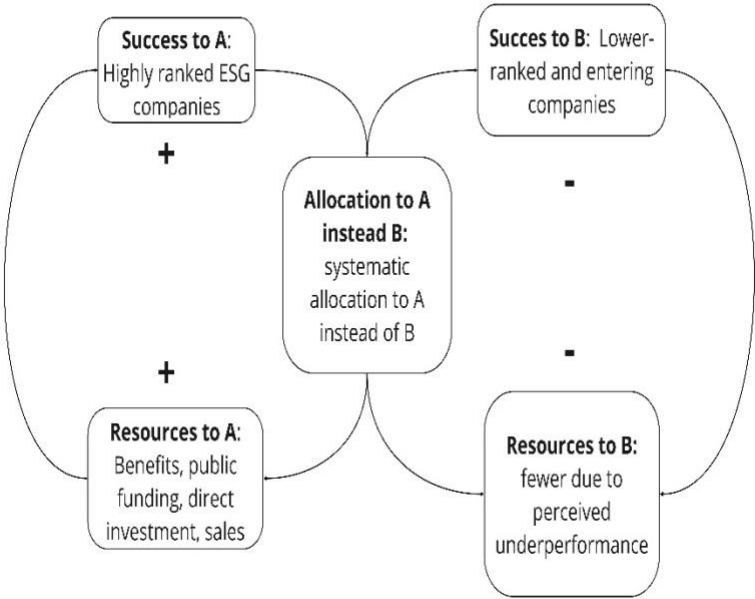 Success to A:
Highly ranked ESG
companies
+
Succes to B: Lower-
ranked and entering
companies
-
Allocation to A
instead B:
systematic
allocation to A
instead of B
+
Resources to A:
Benefits, public
funding, direct
investment, sales
-
Resources to B:
fewer due to
perceived
underperformance